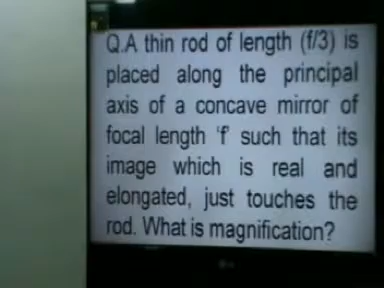 Q.A thin rod of length (f/3) is
placed along the principal
axis of a concave mirror of
focal length 'f' such that its
image which is real and
elongated, just touches the
rod. What is magnification?